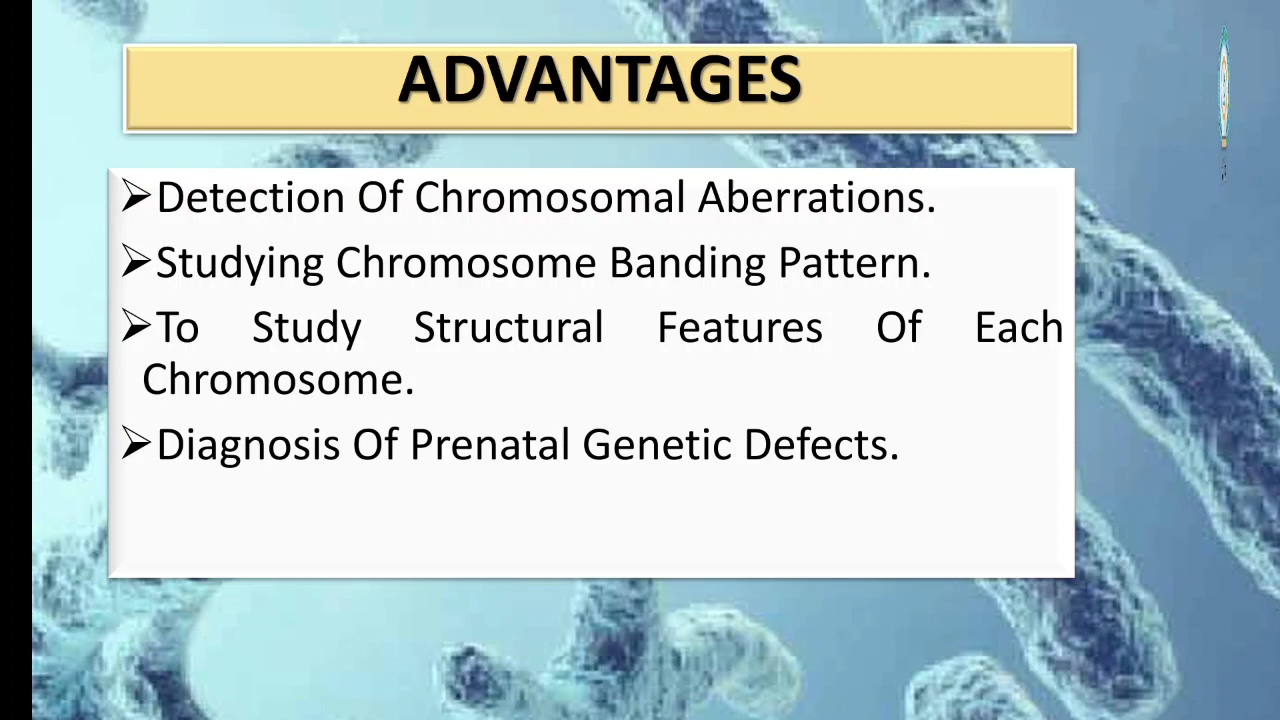 ADVANTAGES
➢Detection Of Chromosomal Aberrations.
➢Studying Chromosome Banding Pattern.
➢To Study Structural Features Of Each
Chromosome.
➢Diagnosis Of Prenatal Genetic Defects.